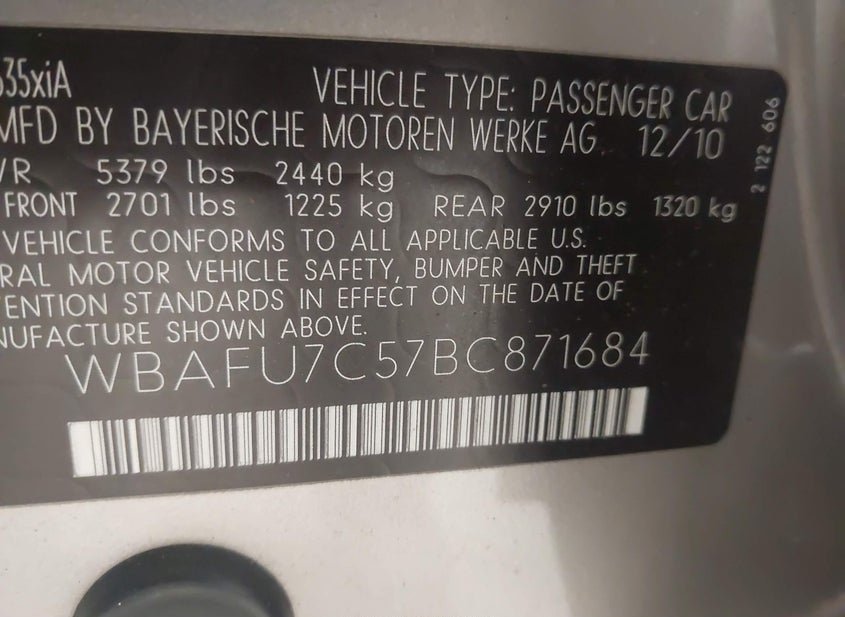 535xiA
VEHICLE TYPE: PASSENGER CAR
MFD BY BAYERISCHE MOTOREN WERKE AG. 12/10
VR 5379 lbs 2440 kg
FRONT 2701 lbs 1225 kg REAR 2910 lbs 1320 kg
VEHICLE CONFORMS TO ALL APPLICABLE U.S.
RAL MOTOR VEHICLE SAFETY, BUMPER AND THEFT
ENTION STANDARDS IN EFFECT ON THE DATE OF
NUFACTURE SHOWN ABOVE.
WBAFU7C57BC871684
2 122 606